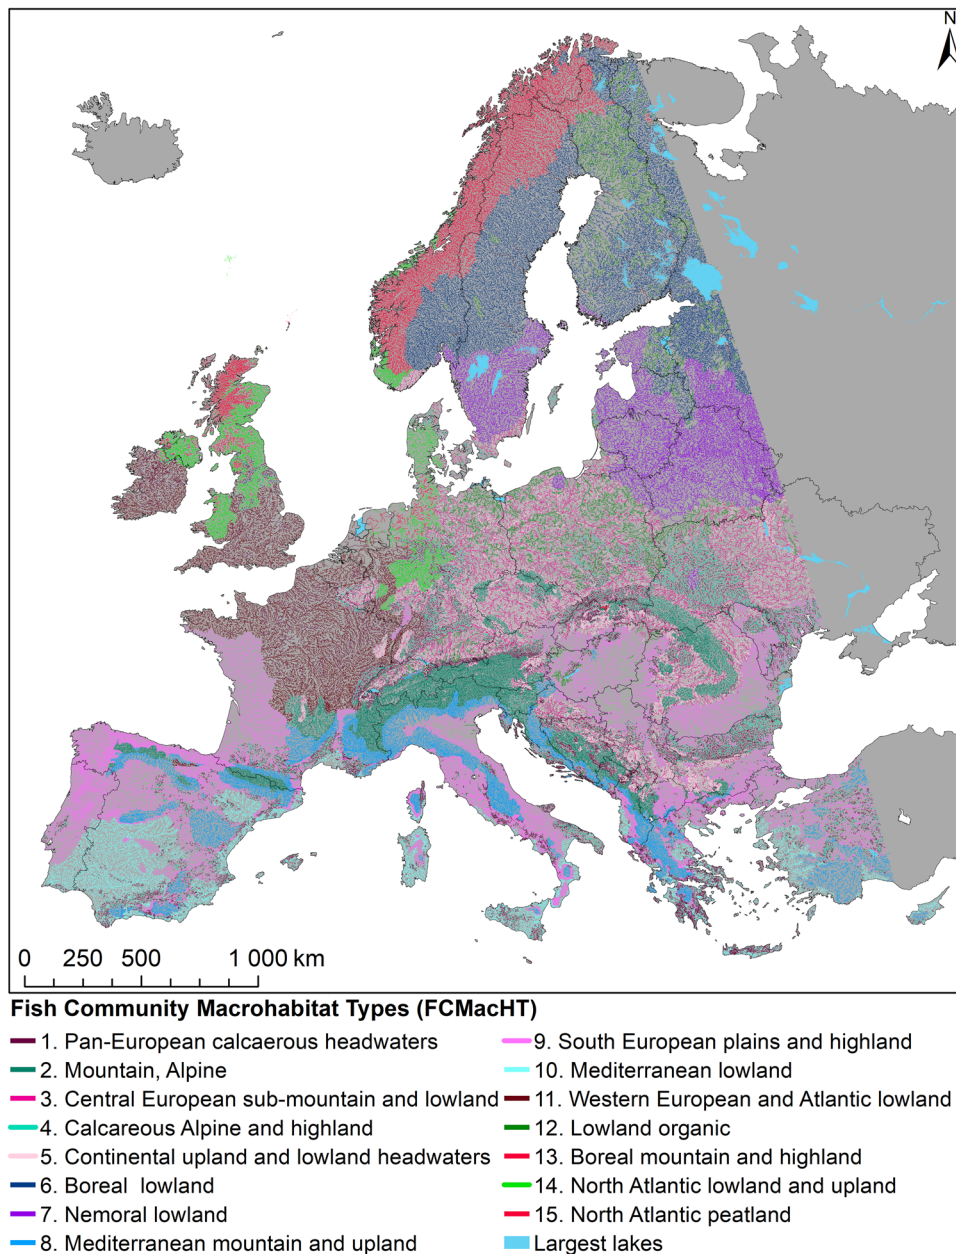 N
0 250 500 1 000 km
Fish Community Macrohabitat Types (FCMacHT)
1. Pan-European calcaerous headwaters
2. Mountain, Alpine
3. Central European sub-mountain and lowland
4. Calcareous Alpine and highland
5. Continental upland and lowland headwaters
6. Boreal lowland
7. Nemoral lowland
8. Mediterranean mountain and upland
9. South European plains and highland
10. Mediterranean lowland
11. Western European and Atlantic lowland
12. Lowland organic
13. Boreal mountain and highland
14. North Atlantic lowland and upland
15. North Atlantic peatland
Largest lakes